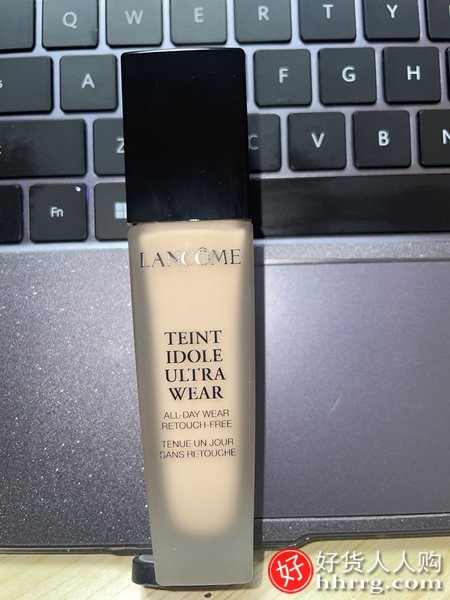 Q W E R T Y U
A F G H
Z C V B N
Fn
LANCÔME
TEINT
IDOLE
ULTRA
WEAR
ALL-DAY WEAR
RETOUCH-FREE
TENUE UN JOUR
SANS RETOUCHE
好 好货人人购
hhrrg.com